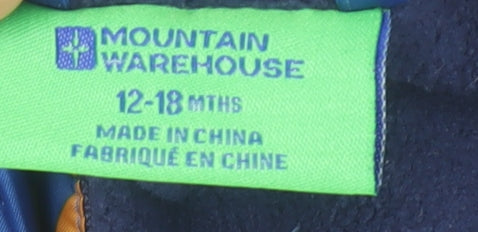 MOUNTAIN
WAREHOUSE
12-18 MTHS
MADE IN CHINA
FABRIQUÉ EN CHINE